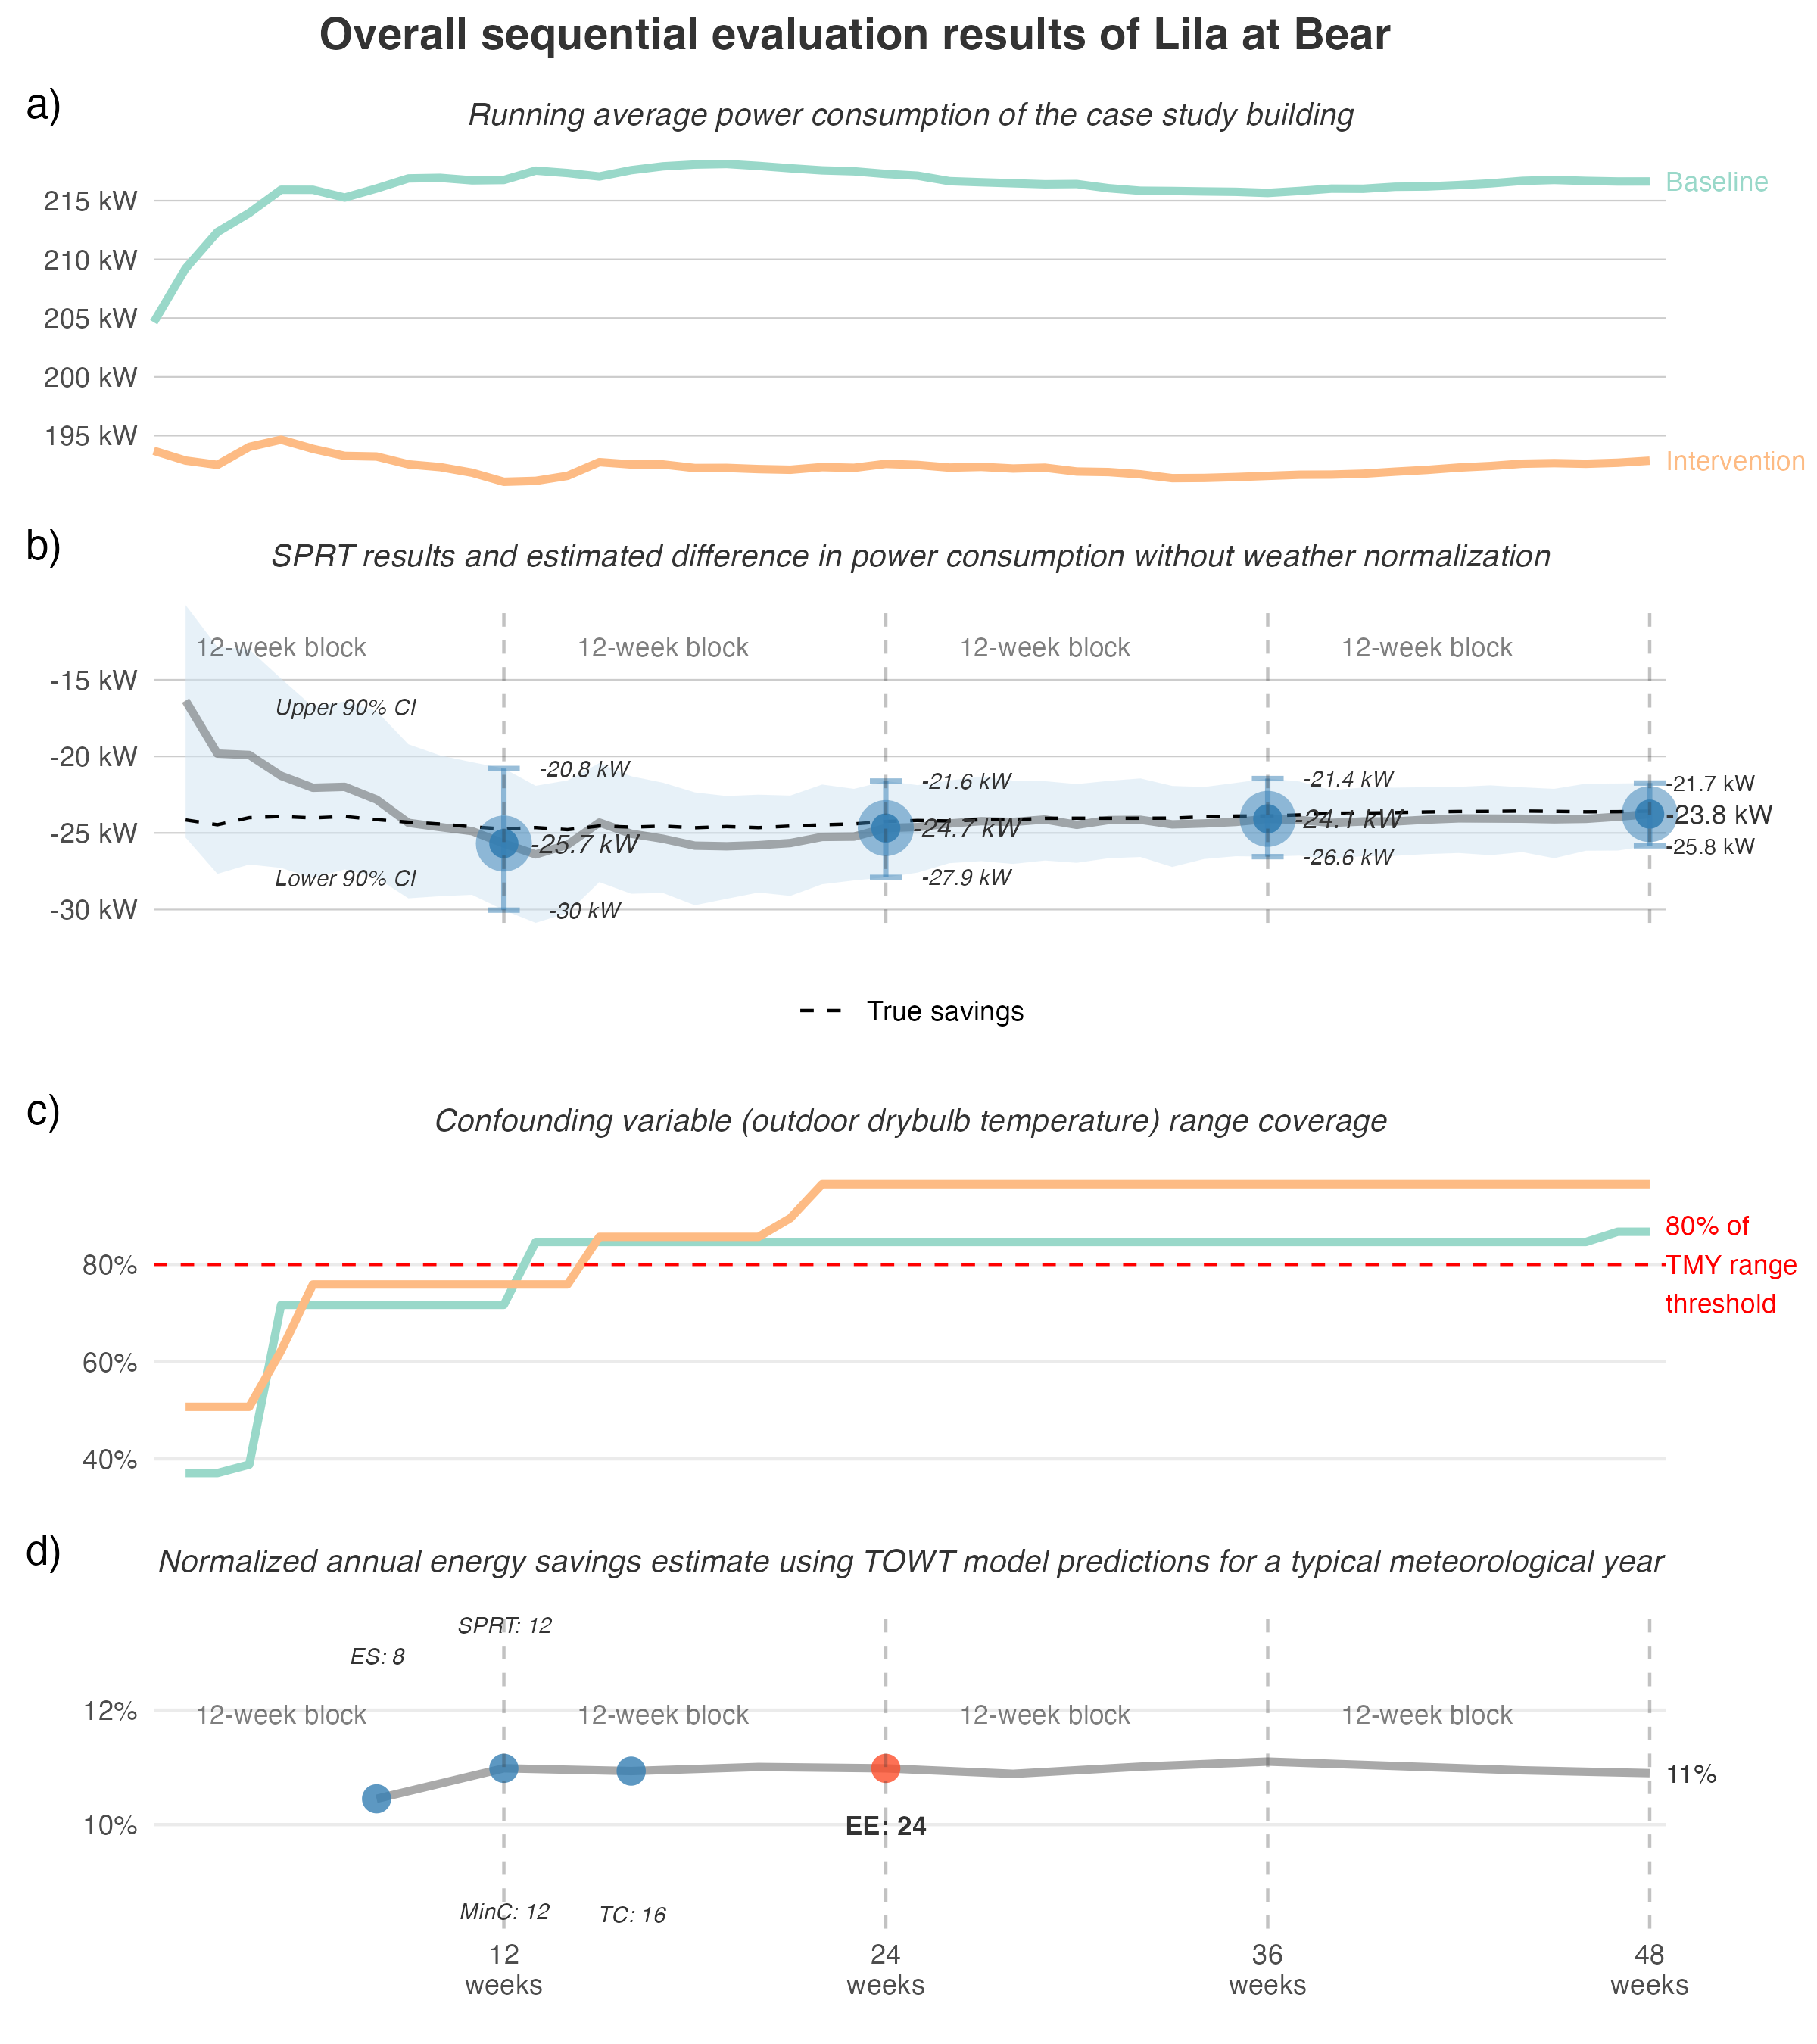 Overall sequential evaluation results of Lila at Bear
a)
Running average power consumption of the case study building
215 kW
210 kW
205 kW
200 kW
195 kW
Baseline
Intervention
b)
SPRT results and estimated difference in power consumption without weather normalization
12-week block 12-week block 12-week block 12-week block
-15 kW
-20 kW
-25 kW
-30 kW
Upper 90% CI
Lower 90% CI
-20.8 kW
-25.7 kW
-30 kW
-21.6 kW
-24.7 kW
-27.9 kW
-21.4 kW
-24.1 kW
-26.6 kW
-21.7 kW
-23.8 kW
-25.8 kW
True savings
c)
Confounding variable (outdoor drybulb temperature) range coverage
80%
60%
40%
80% of
TMY range
threshold
d)
Normalized annual energy savings estimate using TOWT model predictions for a typical meteorological year
SPRT: 12
ES: 8
12-week block 12-week block 12-week block 12-week block
12%
10%
11%
EE: 24
MinC: 12
TC: 16
12
weeks
24
weeks
36
weeks
48
weeks